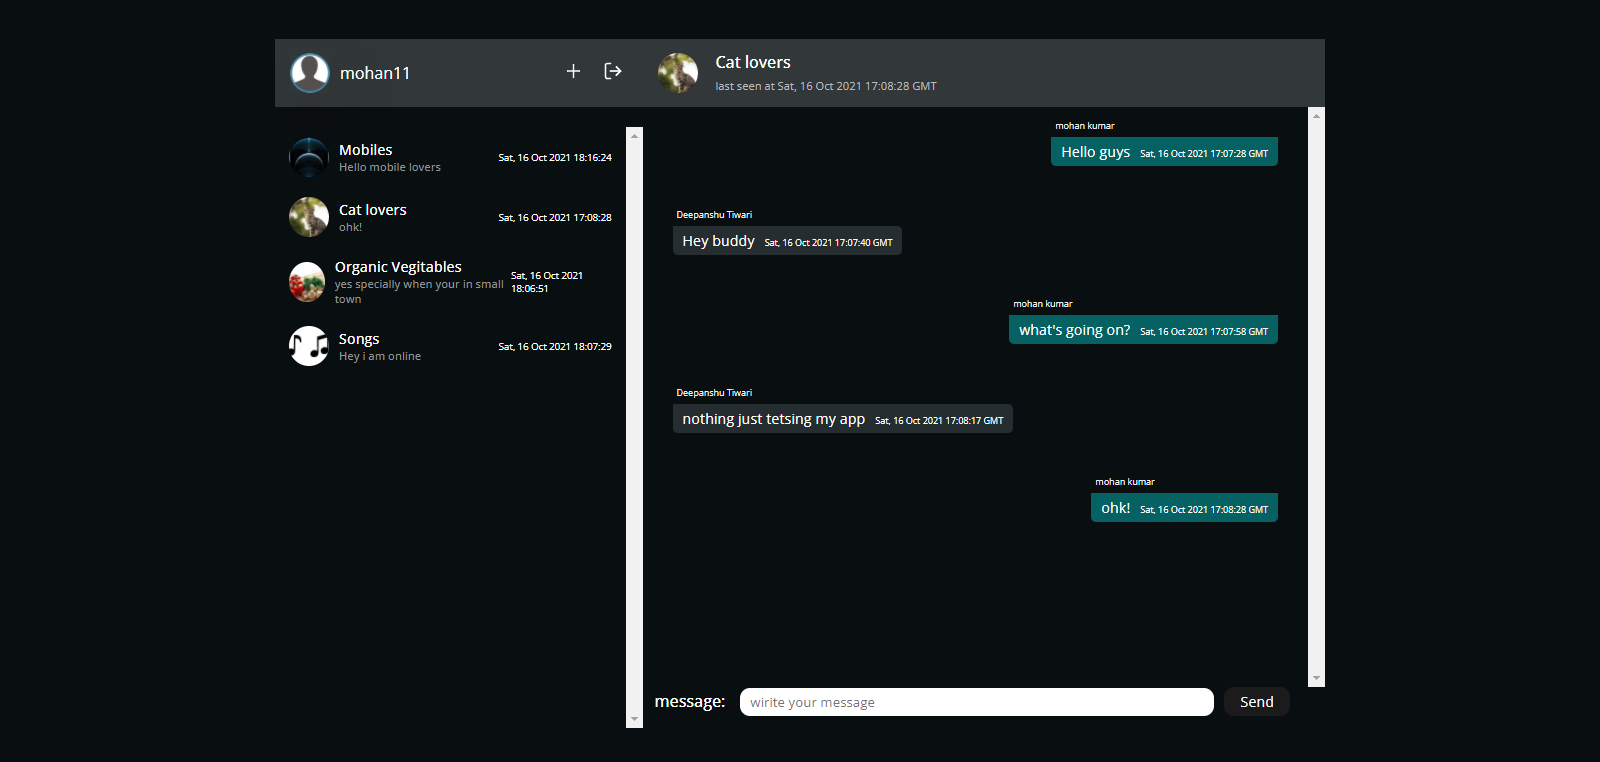 mohan11
Cat lovers
last seen at Sat, 16 Oct 2021 17:08:28 GMT
Mobiles
Hello mobile lovers
Sat, 16 Oct 2021 18:16:24
Cat lovers
ohk!
Sat, 16 Oct 2021 17:08:28
Organic Vegitables
yes specially when your in small
town
Sat, 16 Oct 2021
18:06:51
Songs
Hey i am online
Sat, 16 Oct 2021 18:07:29
mohan kumar
Hello guys Sat, 16 Oct 2021 17:07:28 GMT
Deepanshu Tiwari
Hey buddy Sat, 16 Oct 2021 17:07:40 GMT
mohan kumar
what's going on? Sat, 16 Oct 2021 17:07:58 GMT
Deepanshu Tiwari
nothing just tetsing my app Sat, 16 Oct 2021 17:08:17 GMT
mohan kumar
ohk! Sat, 16 Oct 2021 17:08:28 GMT
message: wirite your message Send